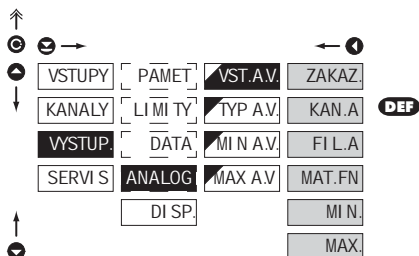 VSTUPY PAMET VST.A.V. ZAKAZ.
KANALY LIMITY TYP A.V. KAN.A DEF
VYSTUP. DATA MIN A.V. FIL.A
SERVIS ANALOG MAX A.V MAT.FN
DISP. MIN.
MAX.